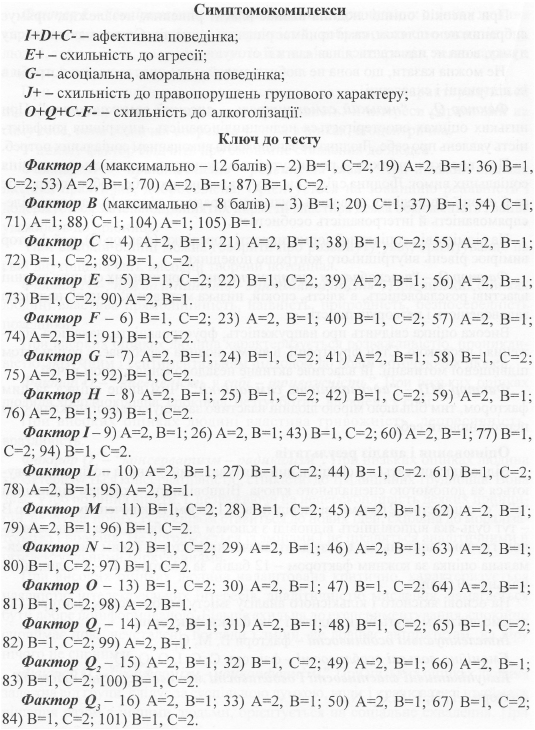 Симптомокомплекси
I+D+C- – афективна поведінка;
E+ – схильність до агресії;
G- – асоціальна, аморальна поведінка;
J+ – схильність до правопорушень групового характеру;
O+Q+C-F- – схильність до алкоголізації.
Ключ до тесту
Фактор A (максимально – 12 балів) – 2) B=1, C=2; 19) A=2, B=1; 36) B=1,
C=2; 53) A=2, B=1; 70) A=2, B=1; 87) B=1, C=2.
Фактор B (максимально – 8 балів) – 3) B=1; 20) C=1; 37) B=1; 54) C=1;
71) A=1; 88) C=1; 104) A=1; 105) B=1.
Фактор C – 4) A=2, B=1; 21) A=2, B=1; 38) B=1, C=2; 55) A=2, B=1;
72) B=1, C=2; 89) B=1, C=2.
Фактор E – 5) B=1, C=2; 22) B=1, C=2; 39) A=2, B=1; 56) A=2, B=1;
73) B=1, C=2; 90) A=2, B=1.
Фактор F – 6) B=1, C=2; 23) A=2, B=1; 40) B=1, C=2; 57) A=2, B=1;
74) A=2, B=1; 91) B=1, C=2.
Фактор G – 7) A=2, B=1; 24) B=1, C=2; 41) A=2, B=1; 58) B=1, C=2;
75) A=2, B=1; 92) B=1, C=2.
Фактор H – 8) A=2, B=1; 25) B=1, C=2; 42) B=1, C=2; 59) A=2, B=1;
76) A=2, B=1; 93) B=1, C=2.
Фактор I – 9) A=2, B=1; 26) A=2, B=1; 43) B=1, C=2; 60) A=2, B=1; 77) B=1,
C=2; 94) B=1, C=2.
Фактор L – 10) A=2, B=1; 27) B=1, C=2; 44) B=1, C=2. 61) B=1, C=2;
78) A=2, B=1; 95) A=2, B=1.
Фактор M – 11) B=1, C=2; 28) B=1, C=2; 45) A=2, B=1; 62) A=2, B=1;
79) A=2, B=1; 96) B=1, C=2.
Фактор N – 12) B=1, C=2; 29) A=2, B=1; 46) A=2, B=1; 63) A=2, B=1;
80) B=1, C=2; 97) B=1, C=2.
Фактор O – 13) B=1, C=2; 30) A=2, B=1; 47) B=1, C=2; 64) A=2, B=1;
81) B=1, C=2; 98) A=2, B=1.
Фактор Q1 – 14) A=2, B=1; 31) A=2, B=1; 48) B=1, C=2; 65) B=1, C=2;
82) B=1, C=2; 99) A=2, B=1.
Фактор Q2 – 15) A=2, B=1; 32) B=1, C=2; 49) A=2, B=1; 66) A=2, B=1;
83) B=1, C=2; 100) B=1, C=2.
Фактор Q3 – 16) A=2, B=1; 33) A=2, B=1; 50) A=2, B=1; 67) B=1, C=2;
84) B=1, C=2; 101) B=1, C=2.